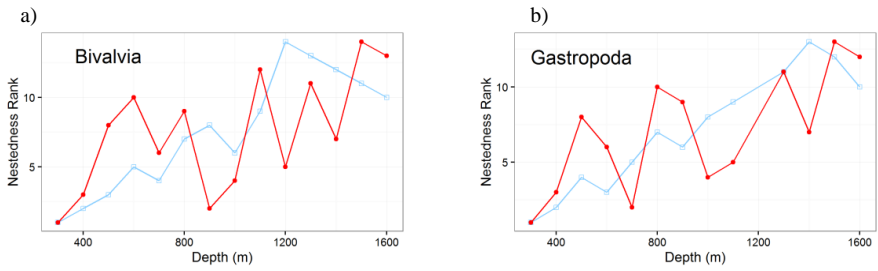 a)
Bivalvia
Nestedness Rank
10
5
400
800
1200
1600
Depth (m)
b)
Gastropoda
Nestedness Rank
10
5
400
800
1200
1600
Depth (m)